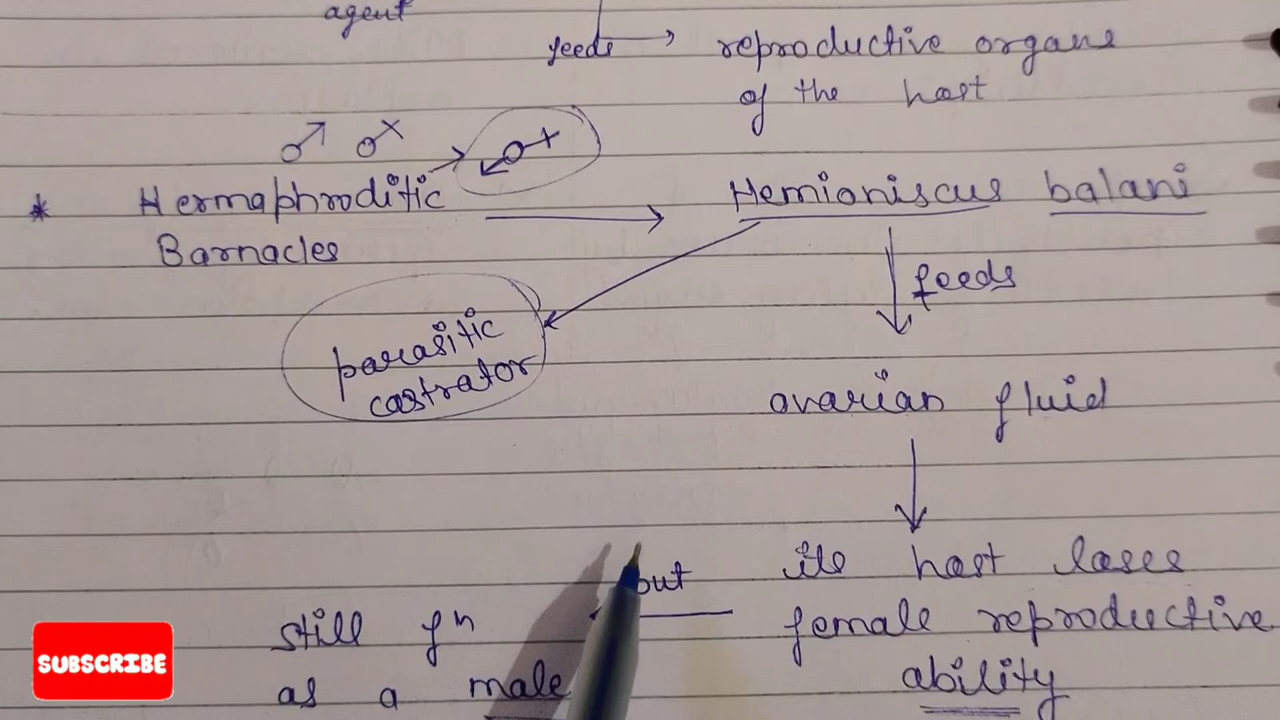 agent
feeds → reproductive organs
of the host
♂ ♀ 
* Hermaphroditic → Hemioniscus balani
Barnacles
feeds
parasitic
castrator
ovarian fluid
but its host loses
still fn female reproductive
as a male ability
SUBSCRIBE